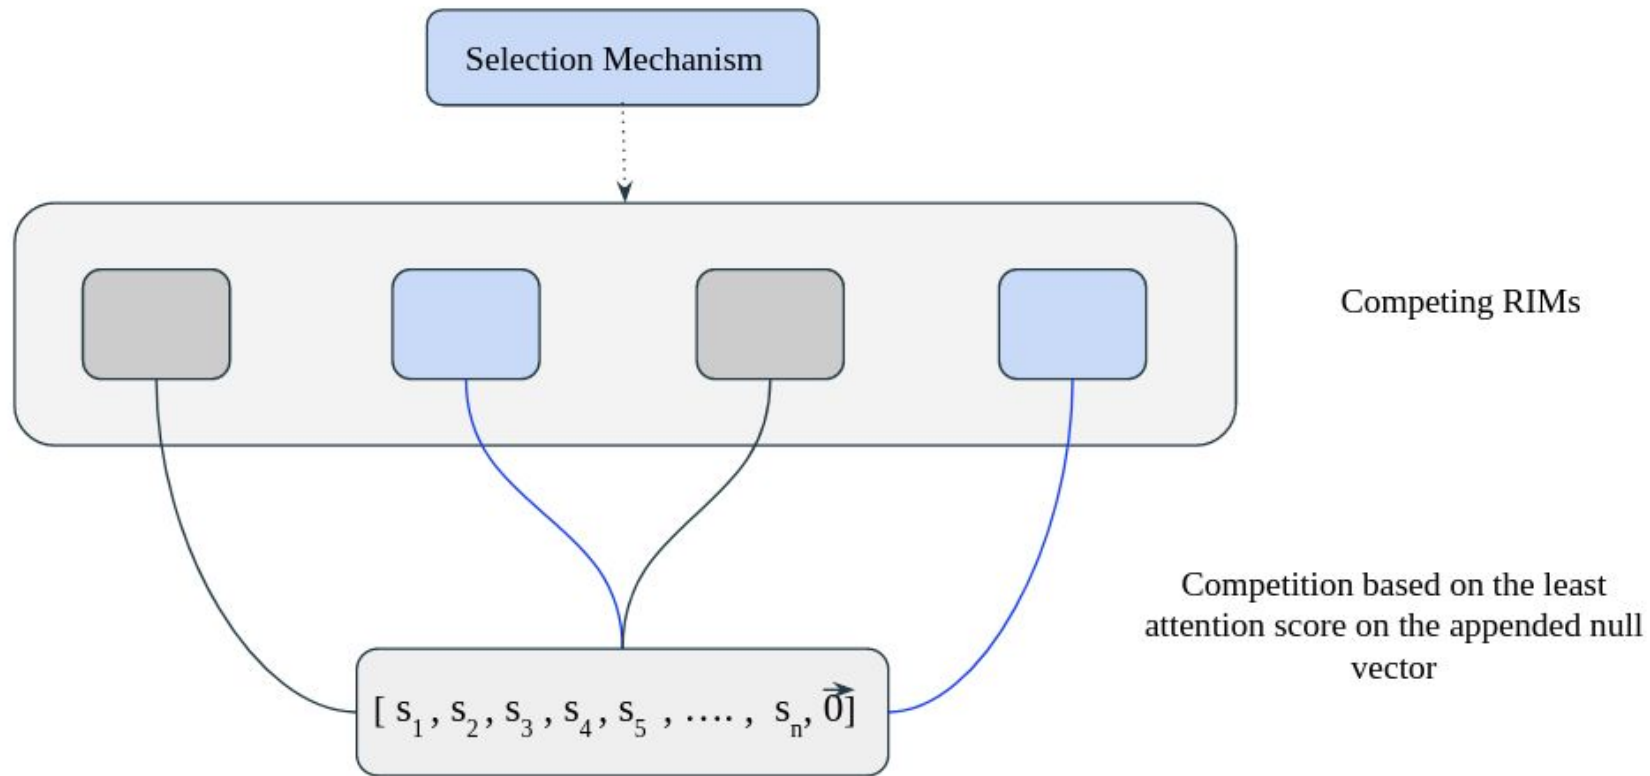 Selection Mechanism
Competing RIMs
Competition based on the least
attention score on the appended null
vector
[ s₁ , s₂ , s₃ , s₄ , s₅ , .... , sₙ , 0⃗]